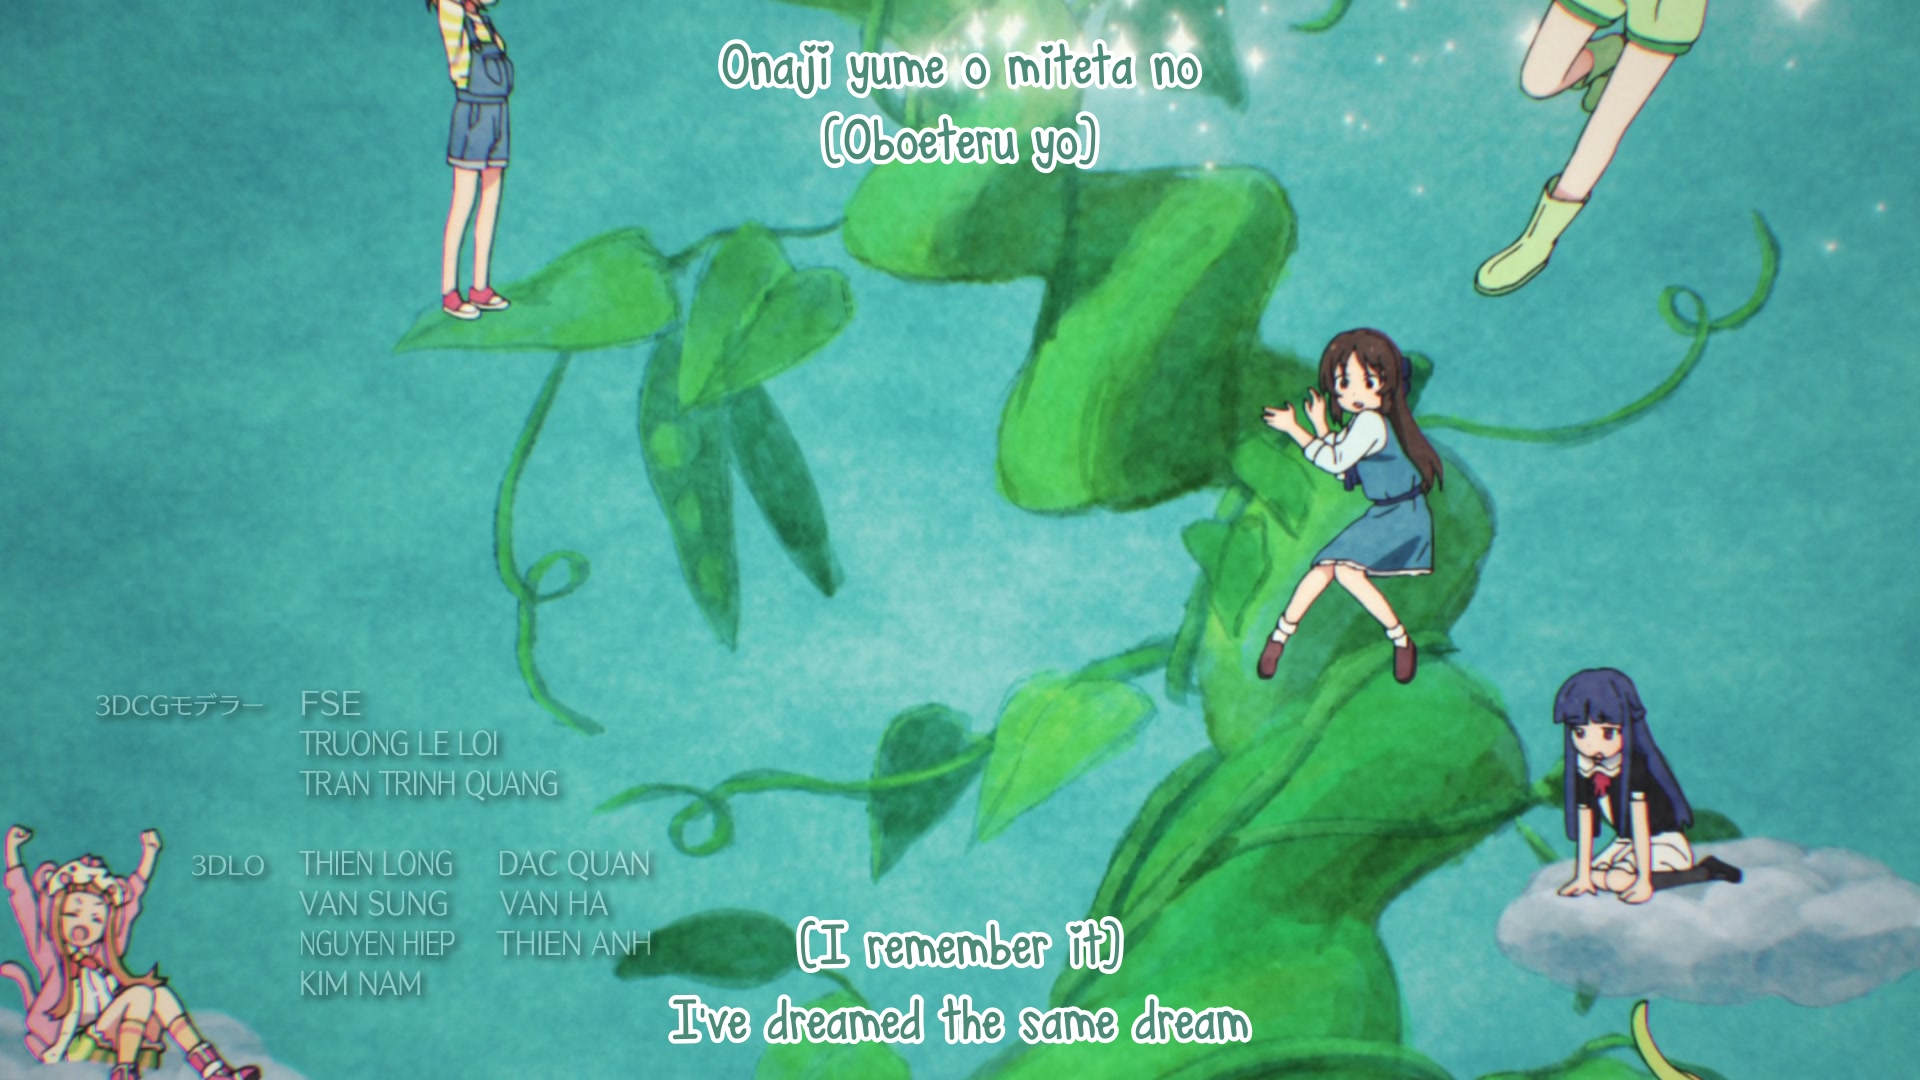 Onaji yume o miteta no
(Oboeteru yo)
3DCGモデラー FSE
TRUONG LE LOI
TRAN TRINH QUANG
3DLO THIEN LONG DAC QUAN
VAN SUNG VAN HA
NGUYEN HIEP THIEN ANH
KIM NAM
(I remember it)
I've dreamed the same dream